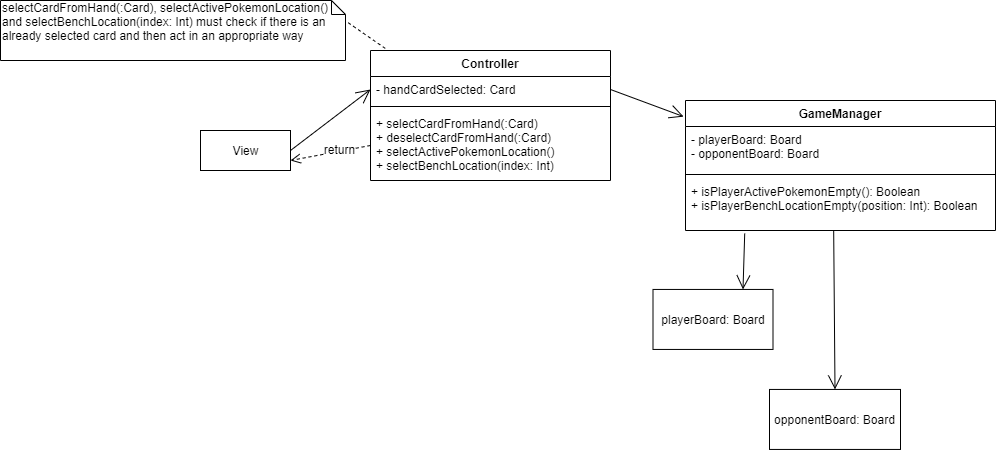 selectCardFromHand(:Card), selectActivePokemonLocation()
and selectBenchLocation(index: Int) must check if there is an
already selected card and then act in an appropriate way
Controller
- handCardSelected: Card
+ selectCardFromHand(:Card)
+ deselectCardFromHand(:Card)
+ selectActivePokemonLocation()
+ selectBenchLocation(index: Int)
View
return
GameManager
- playerBoard: Board
- opponentBoard: Board
+ isPlayerActivePokemonEmpty(): Boolean
+ isPlayerBenchLocationEmpty(position: Int): Boolean
playerBoard: Board
opponentBoard: Board